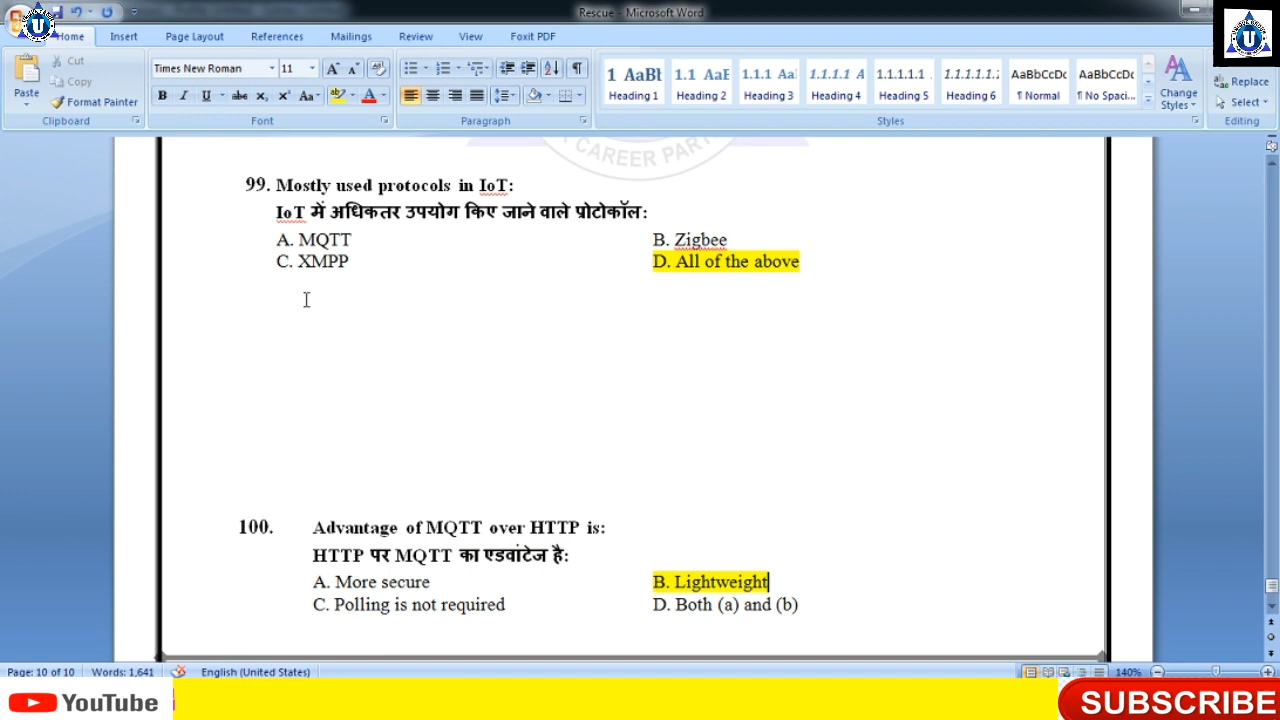 Rescue - Microsoft Word
Home Insert Page Layout References Mailings Review View Foxit PDF
Paste Cut Copy Format Painter Clipboard
Times New Roman 11 Font
Paragraph
1 AaBb 1.1 AaB 1.1.1 Aa 1.1.1.1 A 1.1.1.1.1 1.1.1.1.1. AaBbCcDc AaBbCcDc
Heading 1 Heading 2 Heading 3 Heading 4 Heading 5 Heading 6 ¶ Normal ¶ No Spaci...
Change Styles Styles
Replace Select Editing
CAREER PART
99. Mostly used protocols in IoT:
IoT में अधिकतर उपयोग किए जाने वाले प्रोटोकॉल:
A. MQTT B. Zigbee
C. XMPP D. All of the above
100. Advantage of MQTT over HTTP is:
HTTP पर MQTT का एडवांटेज है:
A. More secure B. Lightweight
C. Polling is not required D. Both (a) and (b)
Page: 10 of 10 Words: 1,641 English (United States) 140%
YouTube SUBSCRIBE